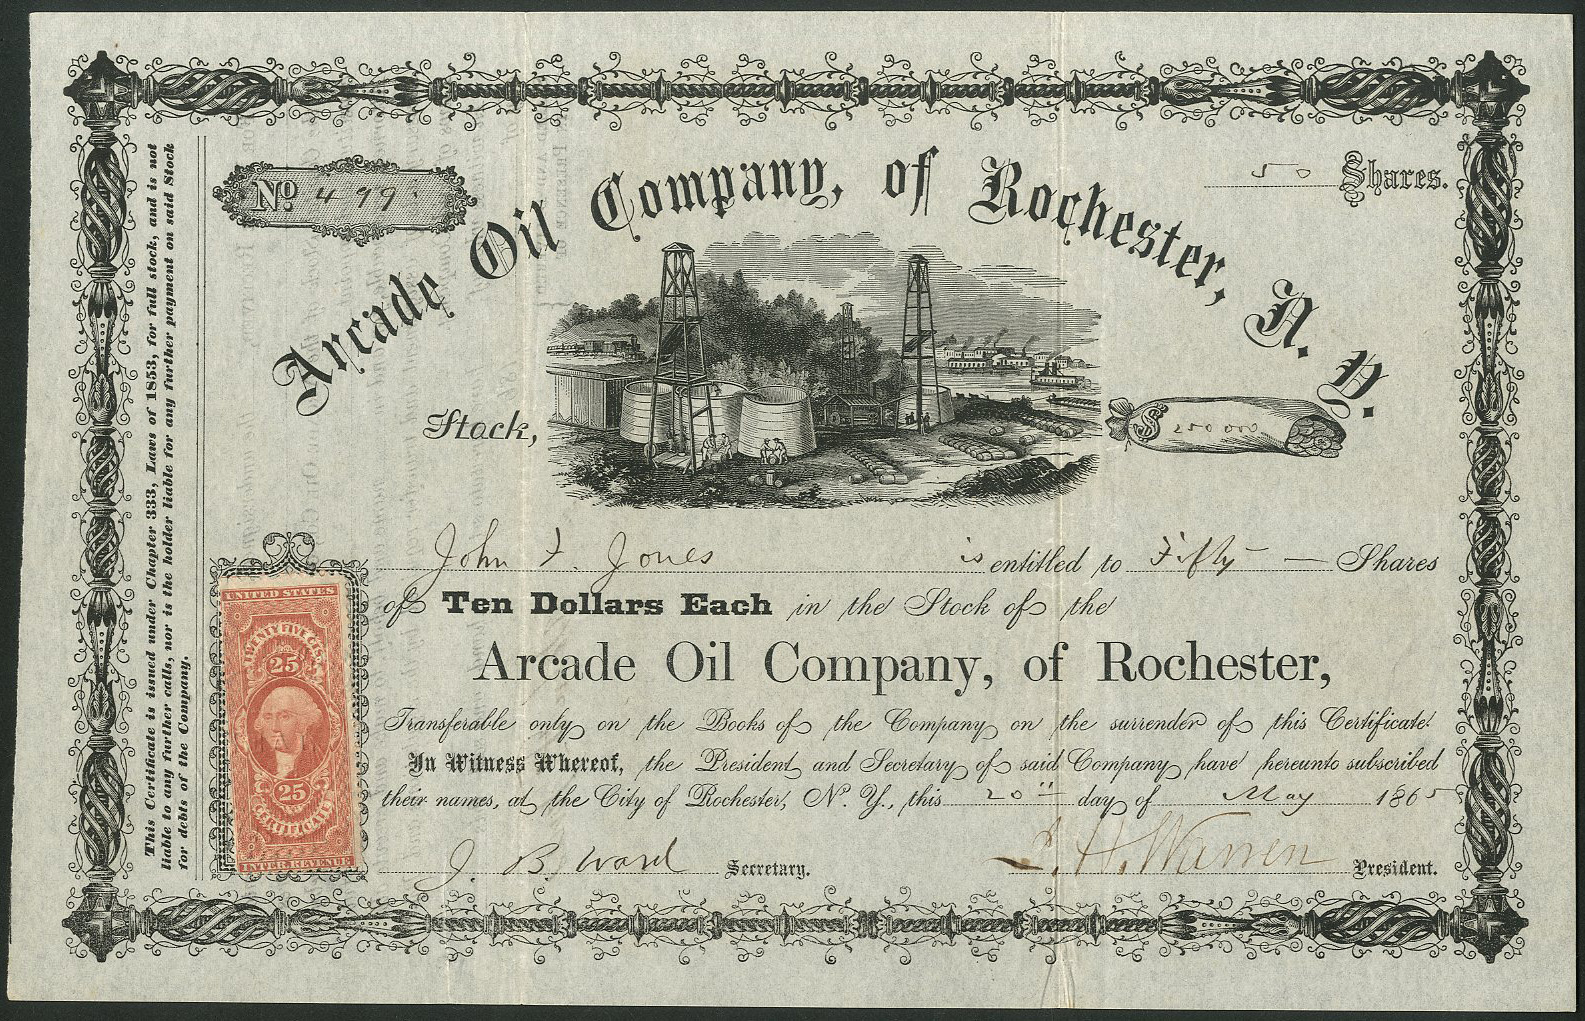 No. 499.
50 Shares.
Arcade Oil Company, of Rochester, N. Y.
Stock,
$250000
John F. Jones is entitled to Fifty — Shares
of Ten Dollars Each in the Stock of the
Arcade Oil Company, of Rochester,
Transferable only on the Books of the Company on the surrender of this Certificate.
In Witness Whereof, the President and Secretary of said Company have hereunto subscribed
their names, at the City of Rochester, N. Y., this 20" day of May 1865
J. B. Ward Secretary.
H. Warren President.
This Certificate is issued under Chapter 333, Laws of 1853, for full stock, and is not
liable to any further calls, nor is the holder liable for any further payment on said Stock
for debts of the Company.
UNITED STATES
TWENTY FIVE CTS.
25
25
CERTIFICATE
INTER. REVENUE